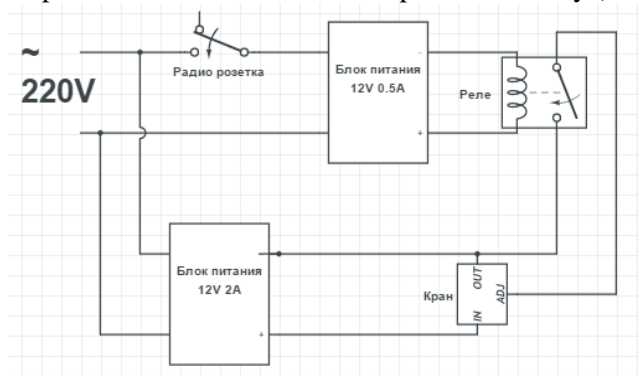 ~
220V
Радио розетка
Блок питания
12V 0.5A
-
+
Реле
Блок питания
12V 2A
-
+
Кран
OUT
ADJ
IN